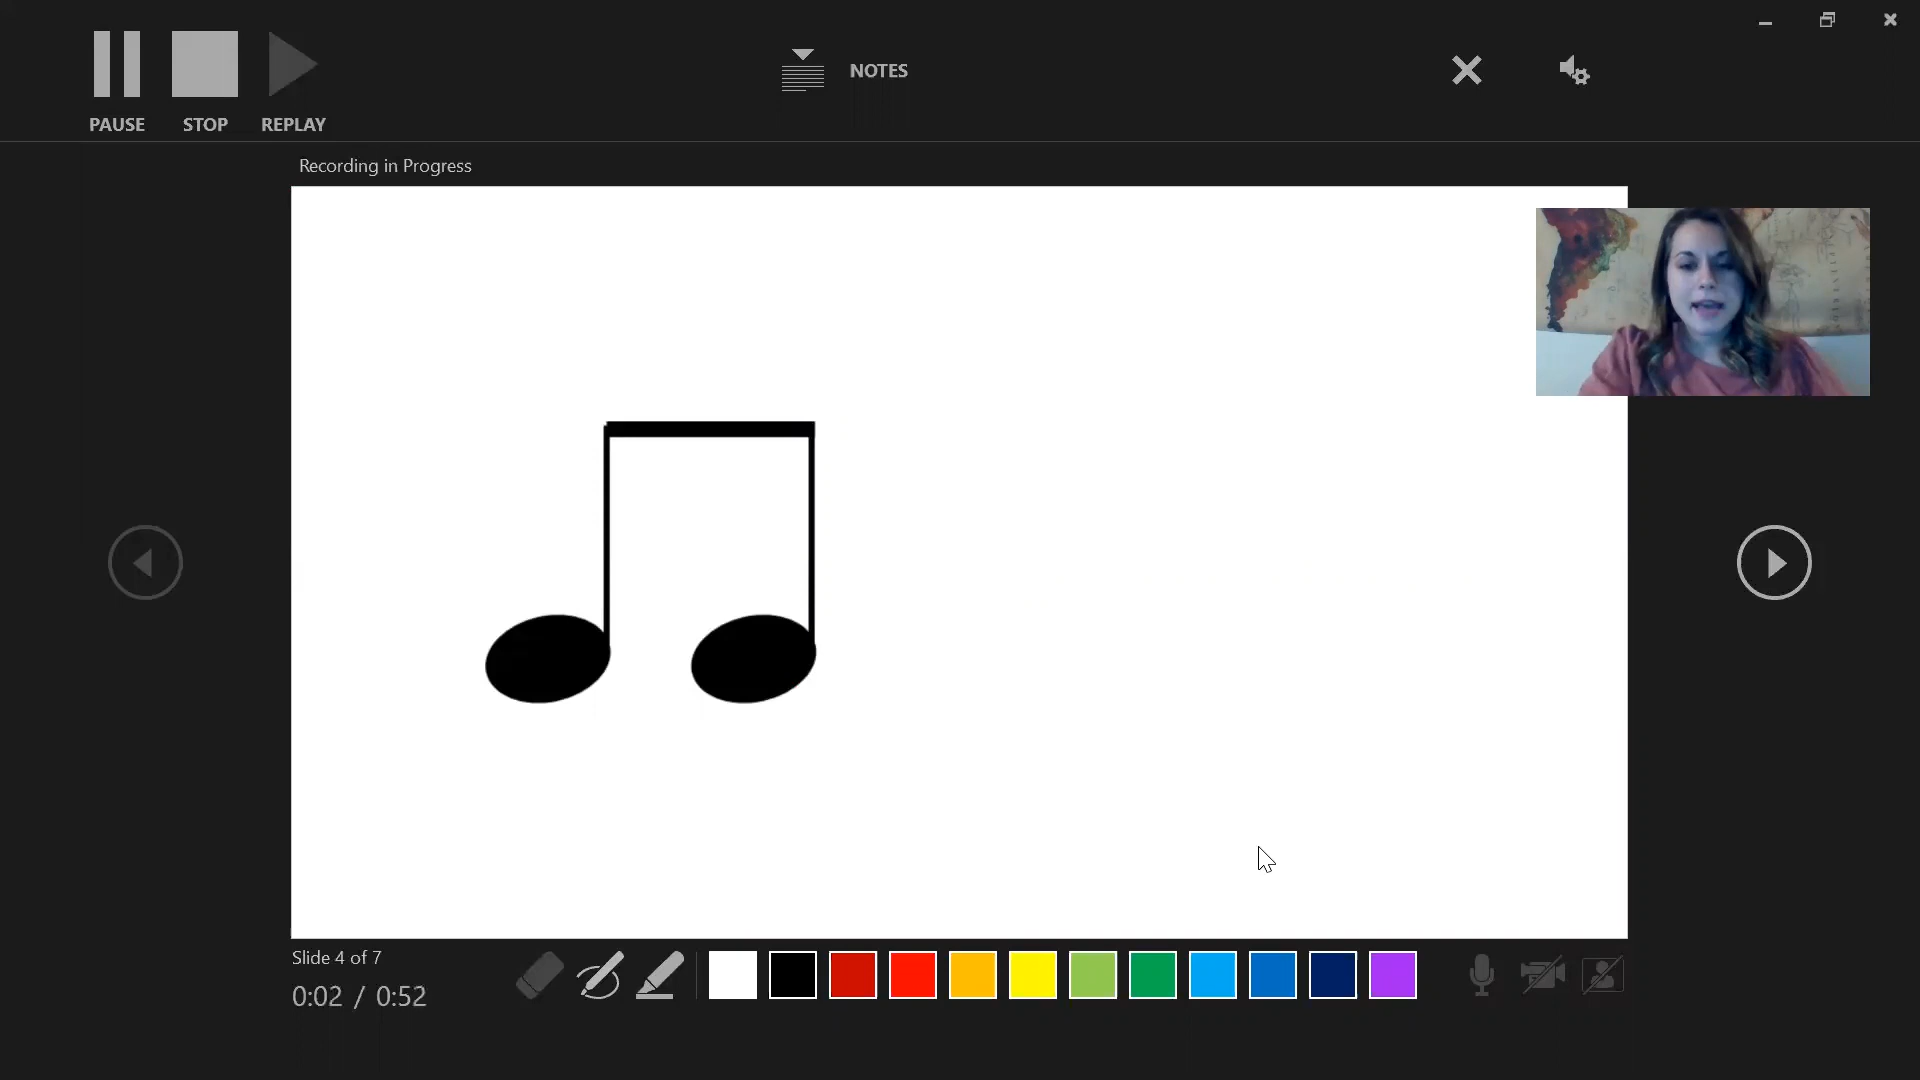 NOTES
PAUSE STOP REPLAY
Recording in Progress
Slide 4 of 7
0:02 / 0:52